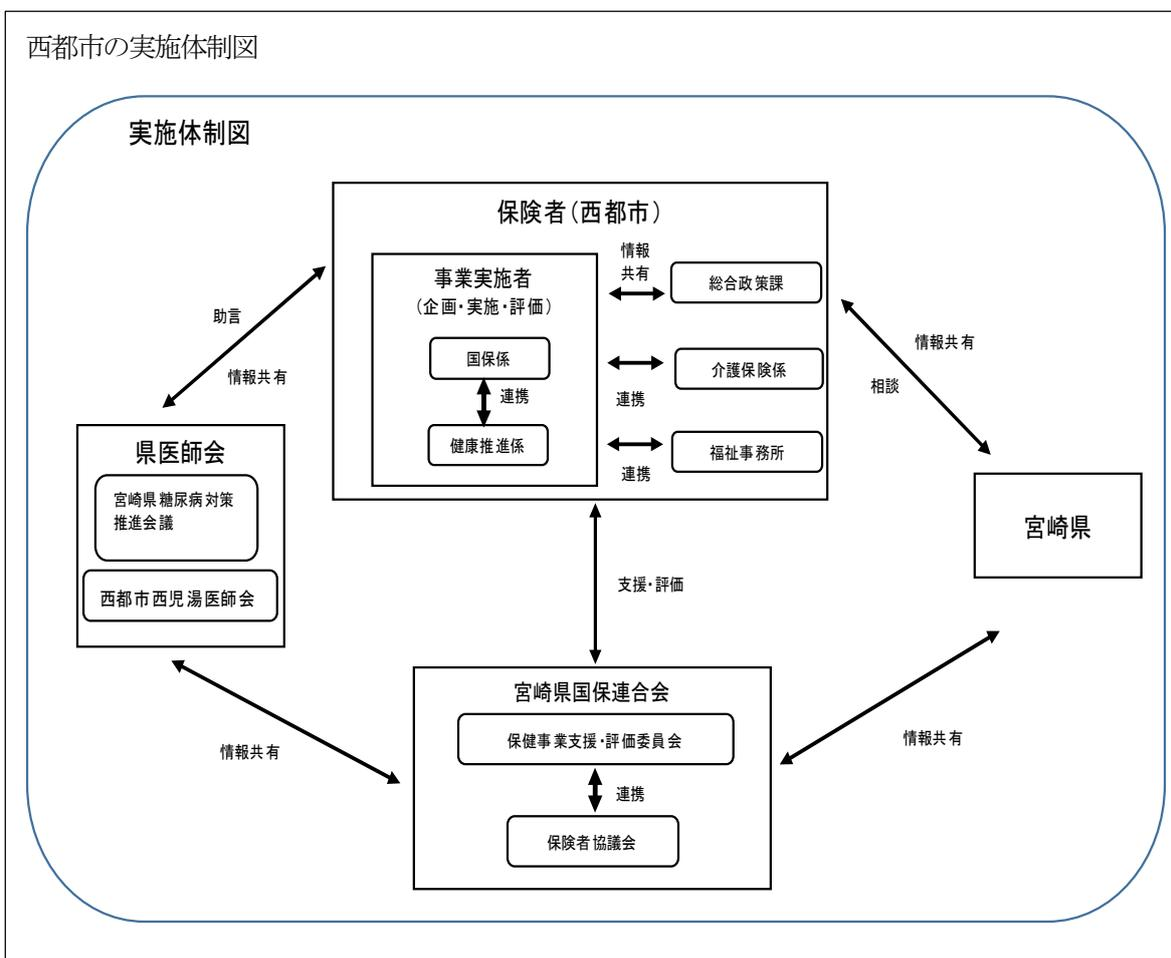 西都市の実施体制図
実施体制図
保険者(西都市)
事業実施者
(企画・実施・評価)
国保係
連携
健康推進係
情報
共有
総合政策課
介護保険係
連携
福祉事務所
連携
助言
情報共有
情報共有
相談
県医師会
宮崎県糖尿病対策
推進会議
西都市西児湯医師会
宮崎県
支援・評価
宮崎県国保連合会
保健事業支援・評価委員会
連携
保険者協議会
情報共有
情報共有